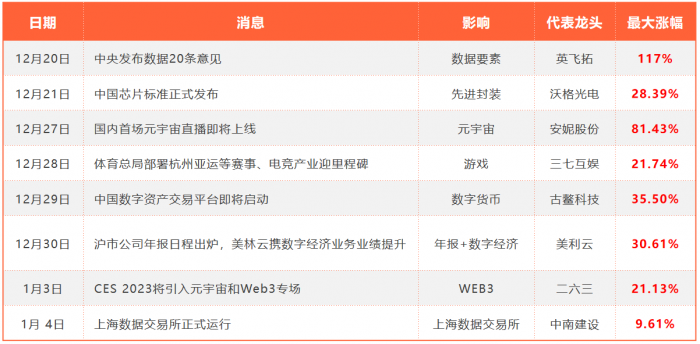 日期 消息 影响 代表龙头 最大涨幅
12月20日 中央发布数据20条意见 数据要素 英飞拓 117%
12月21日 中国芯片标准正式发布 先进封装 沃格光电 28.39%
12月27日 国内首场元宇宙直播即将上线 元宇宙 安妮股份 81.43%
12月28日 体育总局部署杭州亚运等赛事、电竞产业迎里程碑 游戏 三七互娱 21.74%
12月29日 中国数字资产交易平台即将启动 数字货币 古鳌科技 35.50%
12月30日 沪市公司年报日程出炉，美林云携数字经济业务业绩提升 年报+数字经济 美利云 30.61%
1月3日 CES 2023将引入元宇宙和Web3专场 WEB3 二六三 21.13%
1月 4日 上海数据交易所正式运行 上海数据交易所 中南建设 9.61%